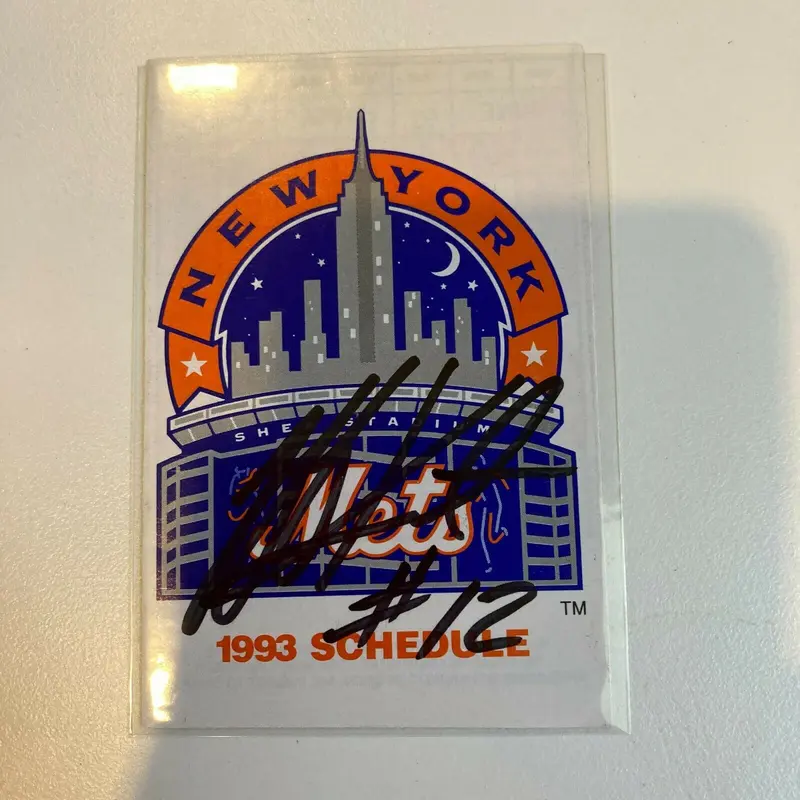 NEW YORK
SHEA STADIUM
Mets
#12
TM
1993 SCHEDULE